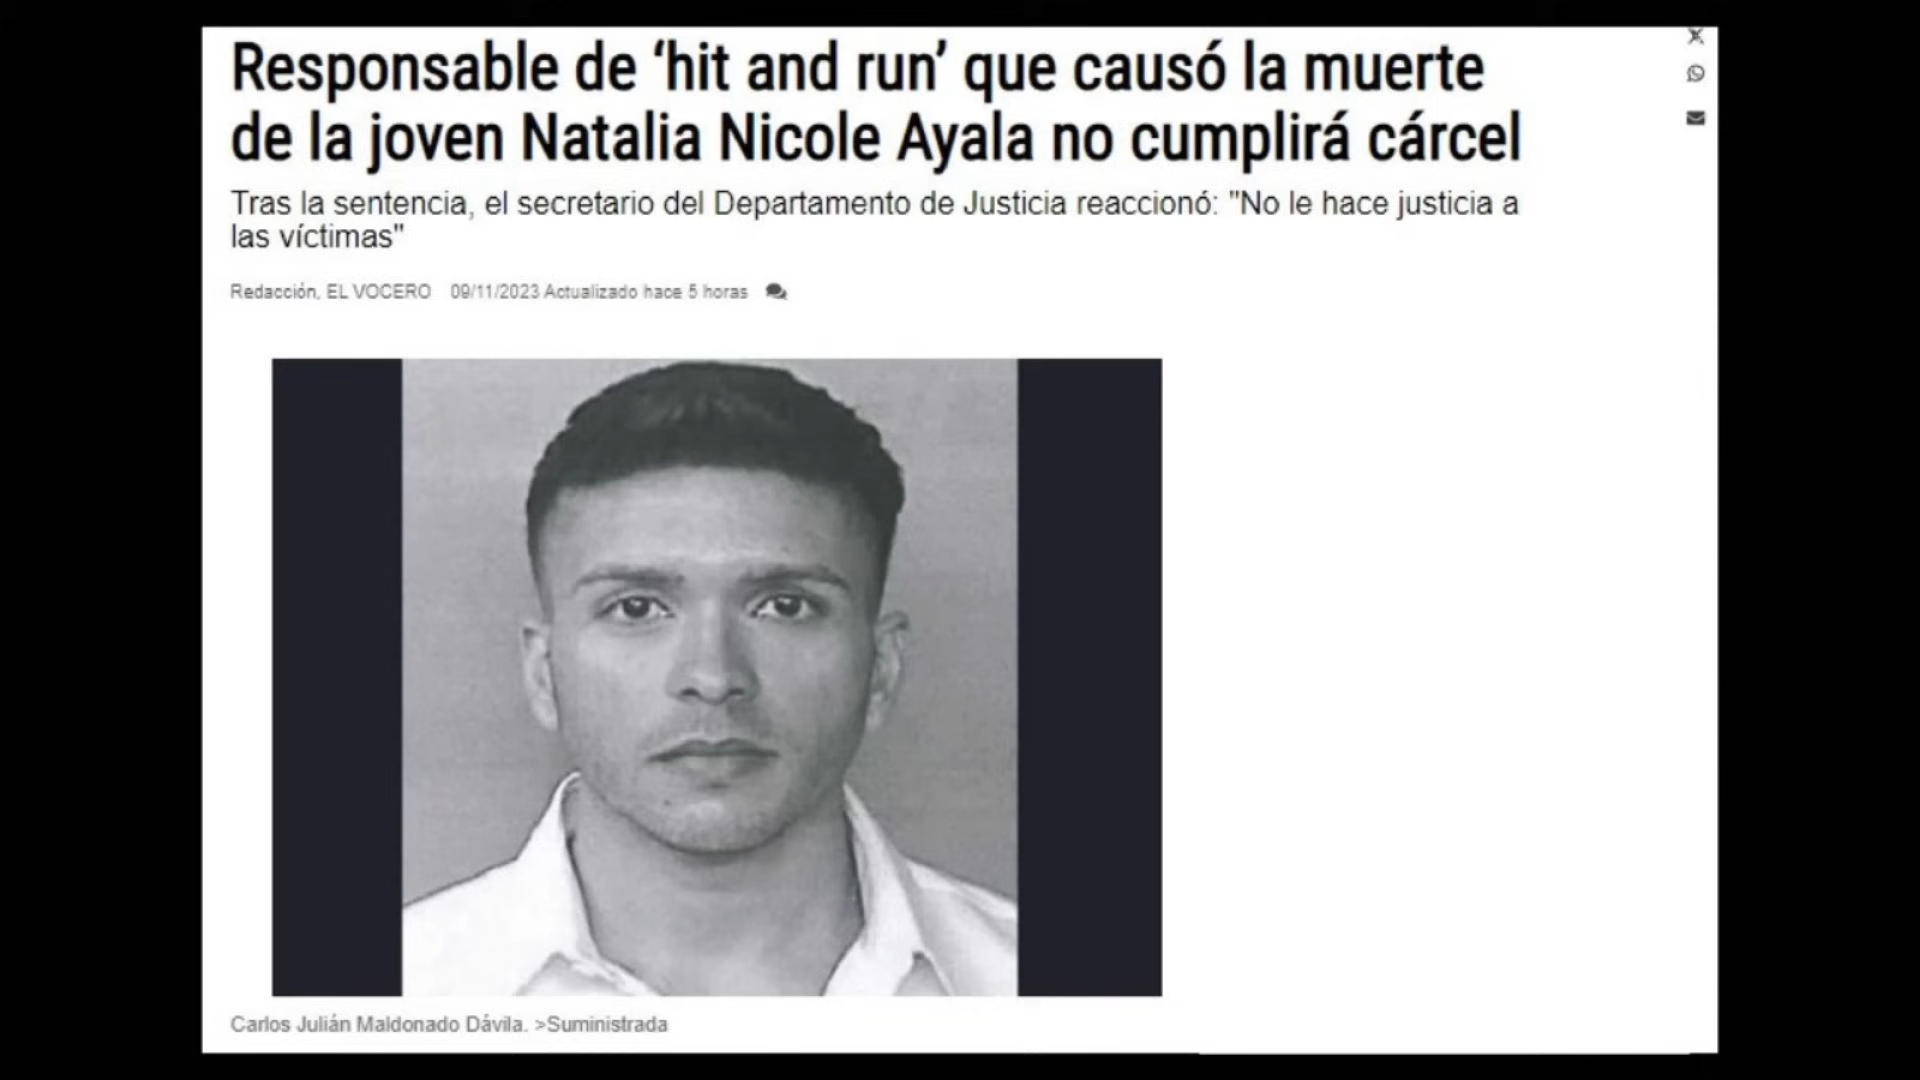 Responsable de ‘hit and run’ que causó la muerte
de la joven Natalia Nicole Ayala no cumplirá cárcel
Tras la sentencia, el secretario del Departamento de Justicia reaccionó: "No le hace justicia a
las víctimas"
Redacción, EL VOCERO 09/11/2023 Actualizado hace 5 horas
Carlos Julián Maldonado Dávila. >Suministrada